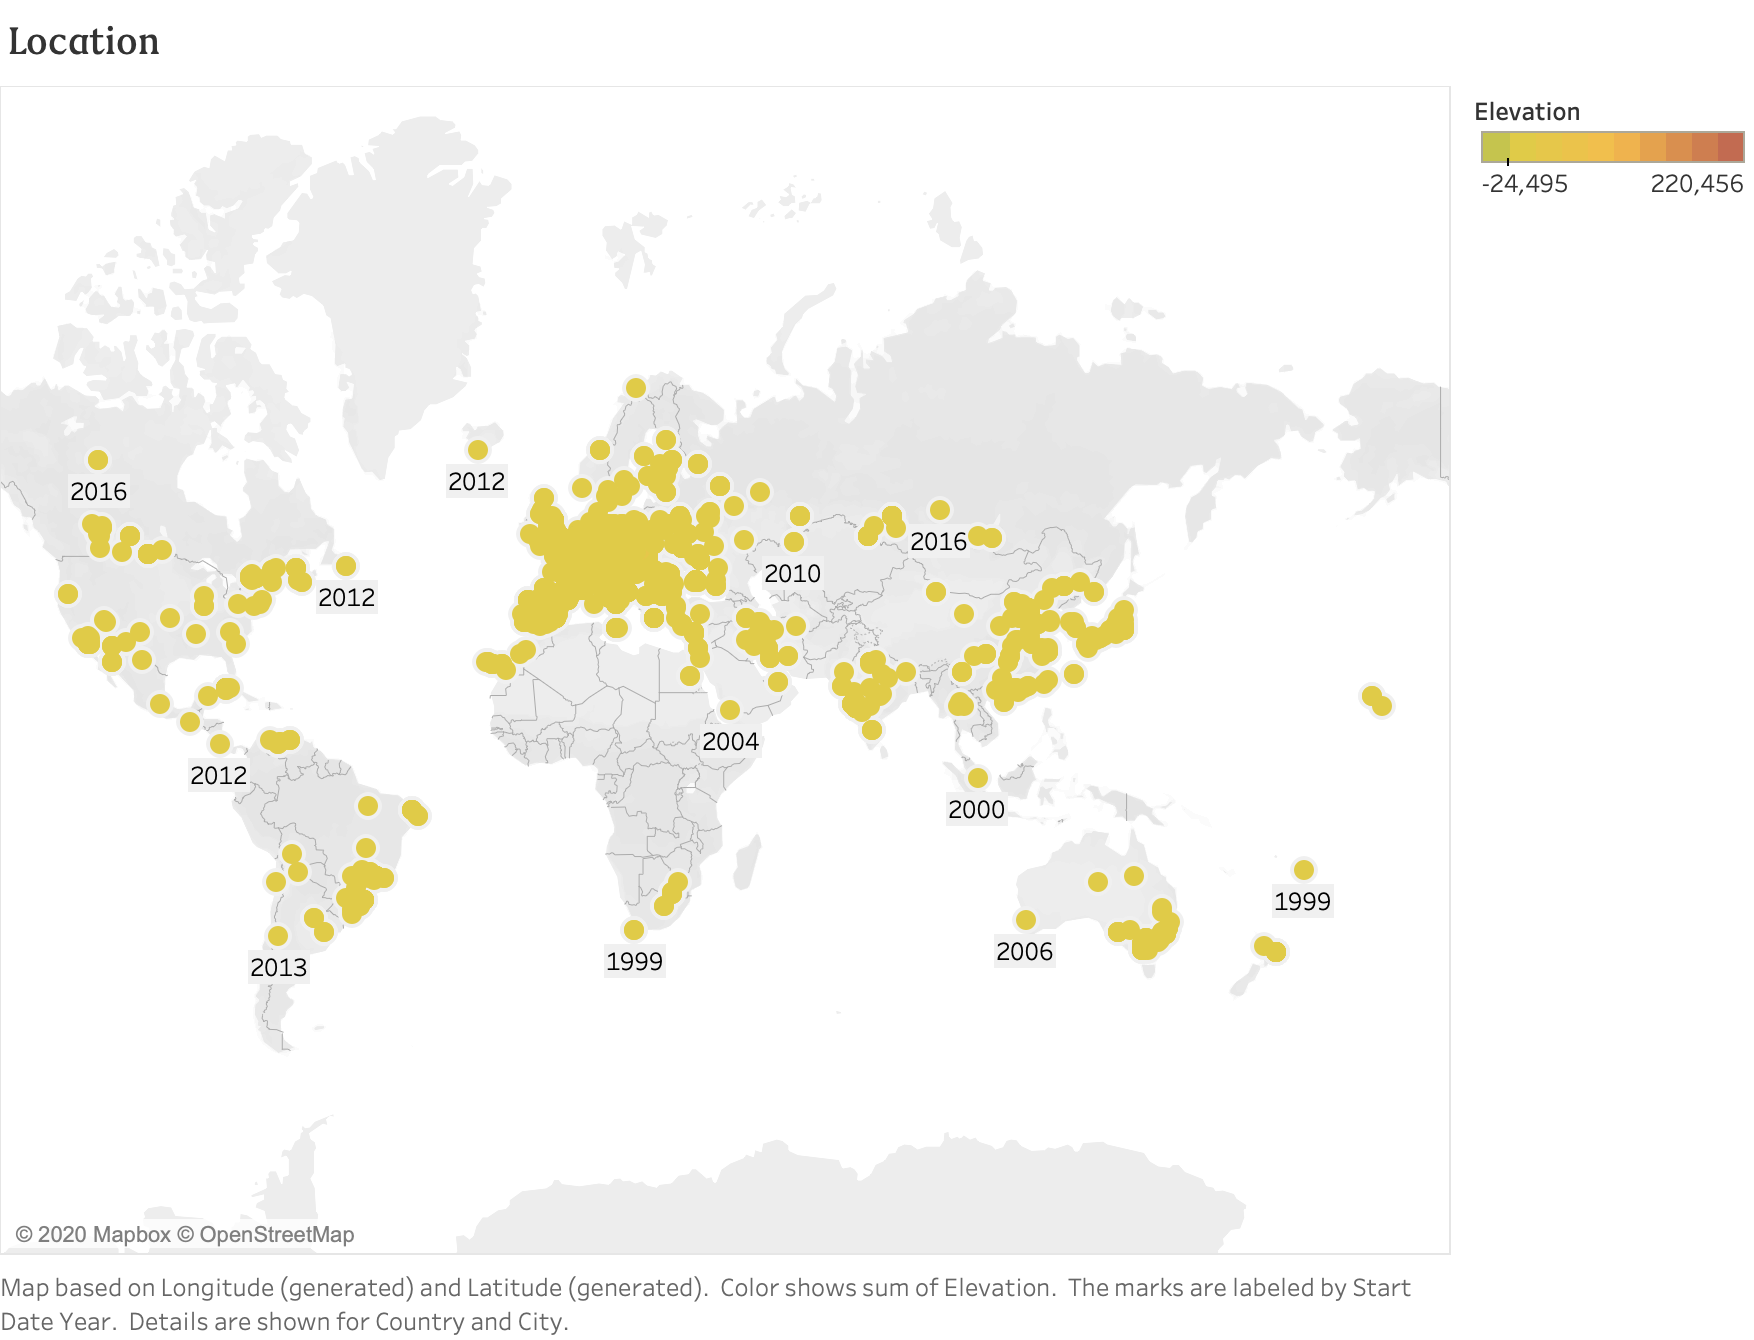 Location
Elevation
-24,495 220,456
2016
2012
2016
2010
2012
2004
2012
2000
1999
2006
1999
2013
© 2020 Mapbox © OpenStreetMap
Map based on Longitude (generated) and Latitude (generated).  Color shows sum of Elevation.  The marks are labeled by Start
Date Year.  Details are shown for Country and City.